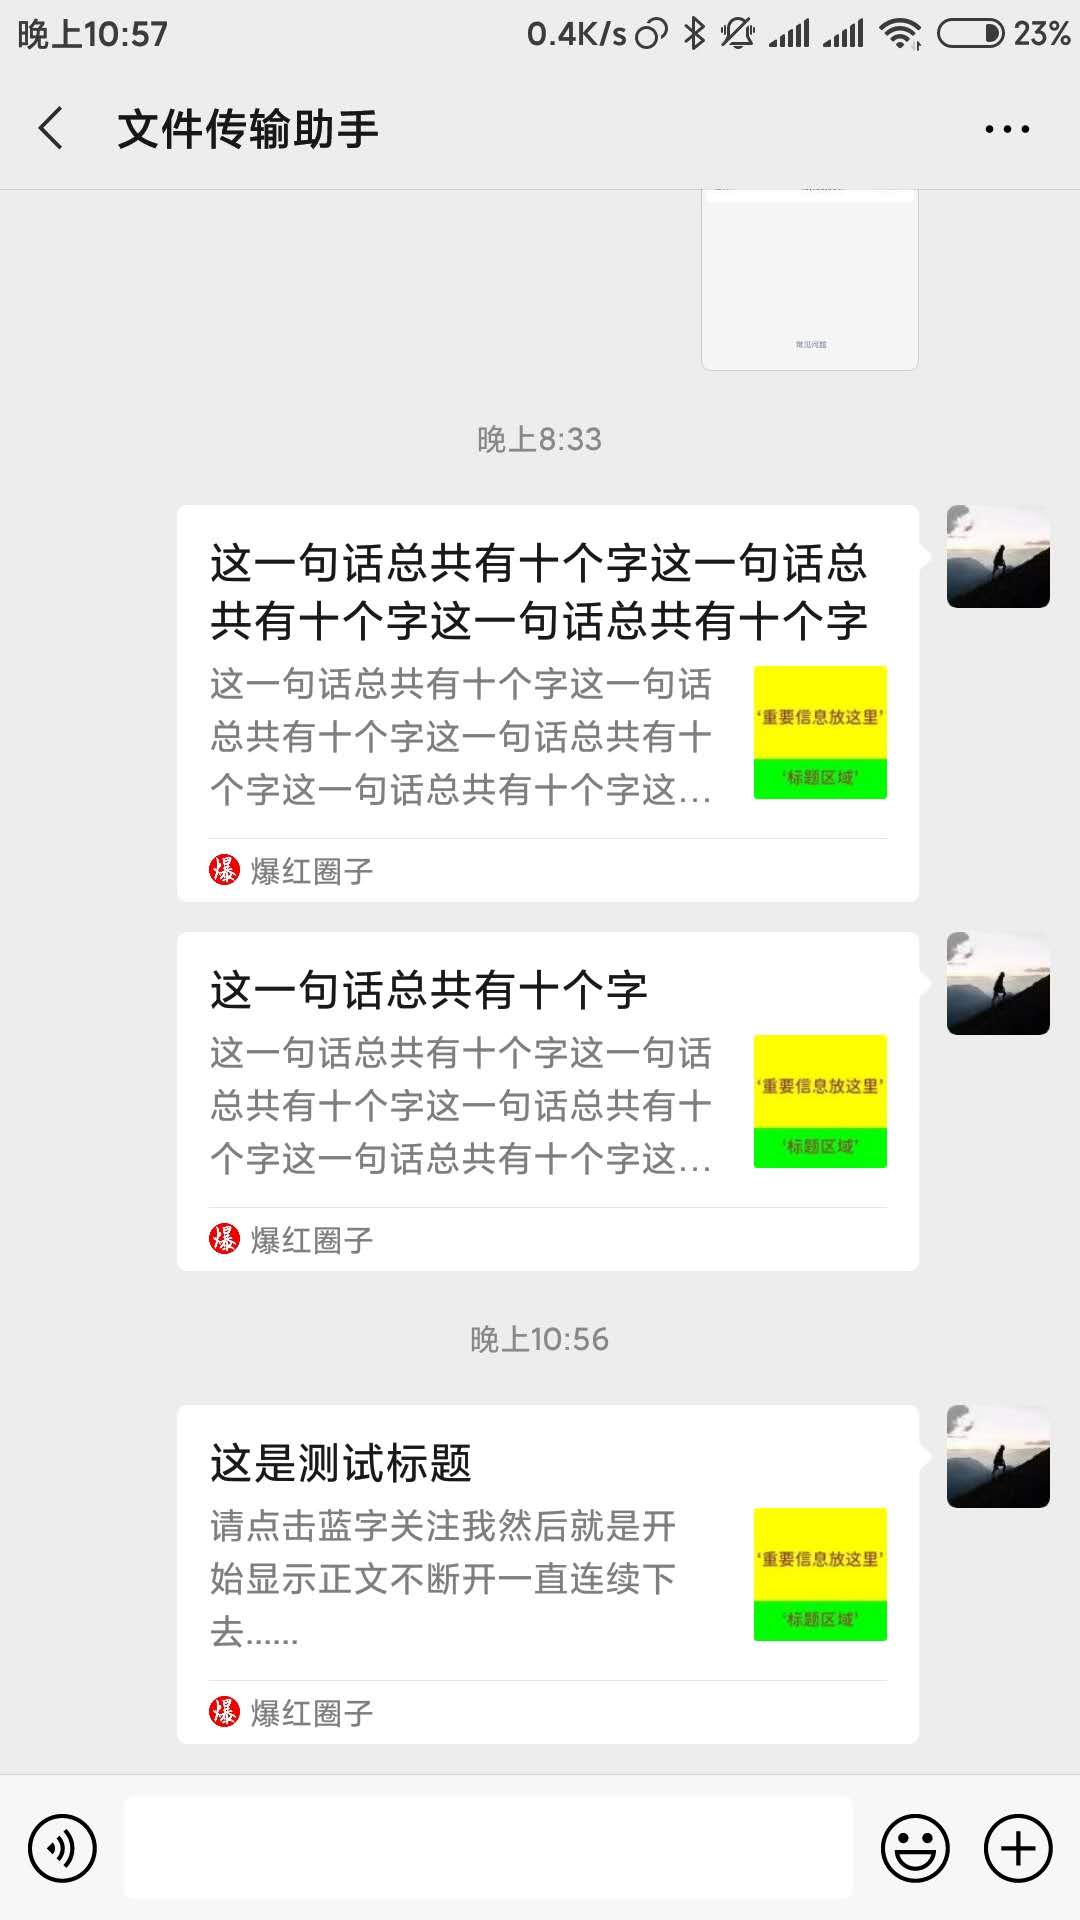 晚上10:57
0.4K/s
23%
文件传输助手
常见问题
晚上8:33
这一句话总共有十个字这一句话总
共有十个字这一句话总共有十个字
这一句话总共有十个字这一句话
总共有十个字这一句话总共有十
个字这一句话总共有十个字这...
‘重要信息放这里’
‘标题区域’
爆
爆红圈子
这一句话总共有十个字
这一句话总共有十个字这一句话
总共有十个字这一句话总共有十
个字这一句话总共有十个字这...
‘重要信息放这里’
‘标题区域’
爆
爆红圈子
晚上10:56
这是测试标题
请点击蓝字关注我然后就是开
始显示正文不断开一直连续下
去......
‘重要信息放这里’
‘标题区域’
爆
爆红圈子